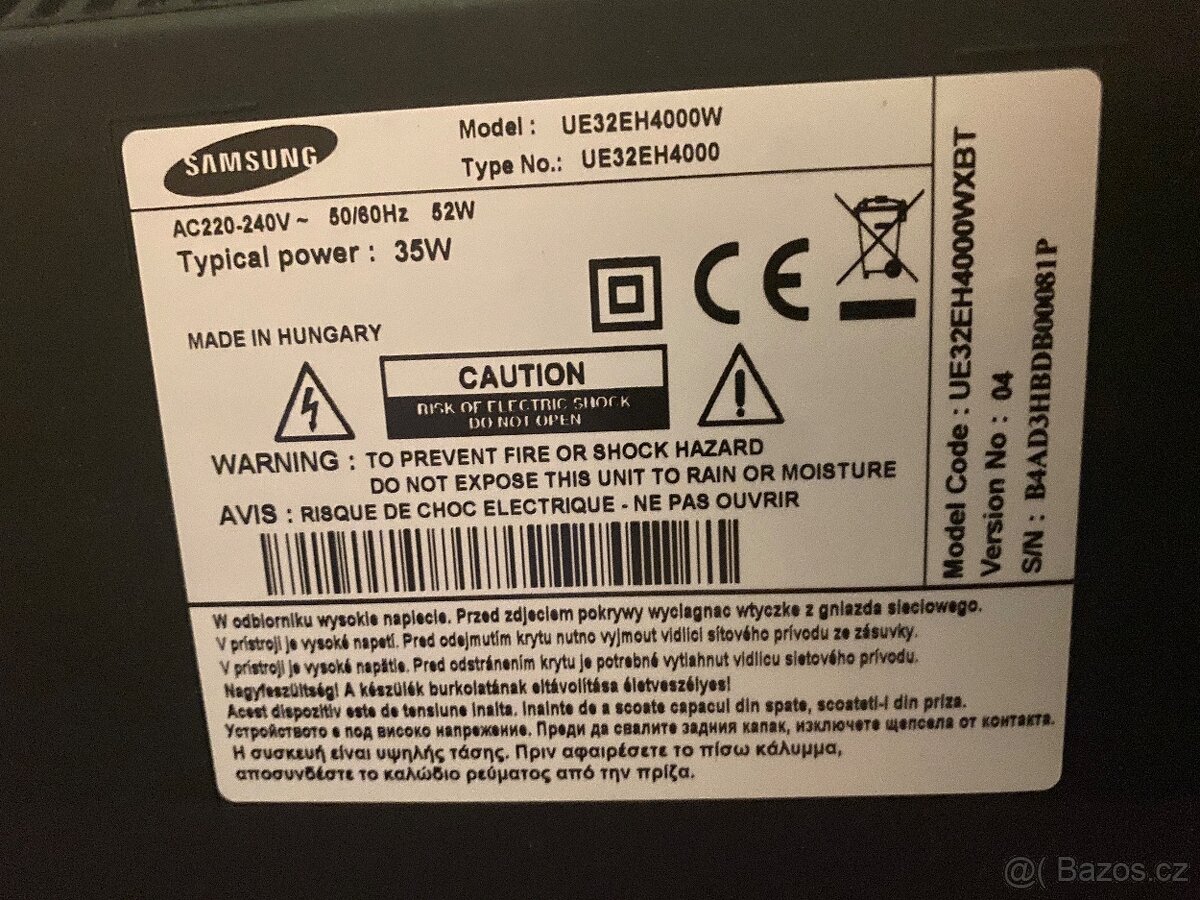 SAMSUNG
Model : UE32EH4000W
Type No.: UE32EH4000
AC220-240V ~ 50/60Hz 52W
Typical power : 35W
MADE IN HUNGARY
CE
CAUTION
RISK OF ELECTRIC SHOCK
DO NOT OPEN
WARNING : TO PREVENT FIRE OR SHOCK HAZARD
DO NOT EXPOSE THIS UNIT TO RAIN OR MOISTURE
AVIS : RISQUE DE CHOC ELECTRIQUE - NE PAS OUVRIR
Model Code : UE32EH4000WXBT
Version No : 04
S/N : B4AD3HBDB00081P
W odbiorniku wysokie napiecie. Przed zdjeciem pokrywy wyciagnac wtyczke z gniazda sieciowego.
V prístroji je vysoké napetí. Pred odejmutím krytu nutno vyjmout vidlici sítového prívodu ze zásuvky.
V prístroji je vysoké napätie. Pred odstránením krytu je potrebné vytiahnut vidlicu sietového prívodu.
Nagyfeszültség! A készülék burkolatának eltávolítása életveszélyes!
Acest dispozitiv este de tensiune inalta. Inainte de a scoate capacul din spate, scoateti-l din priza.
Устройството е под високо напрежение. Преди да свалите задния капак, изключете щепсела от контакта.
Η συσκευή είναι υψηλής τάσης. Πριν αφαιρέσετε το πίσω κάλυμμα,
αποσυνδέστε το καλώδιο ρεύματος από την πρίζα.
@( Bazos.cz